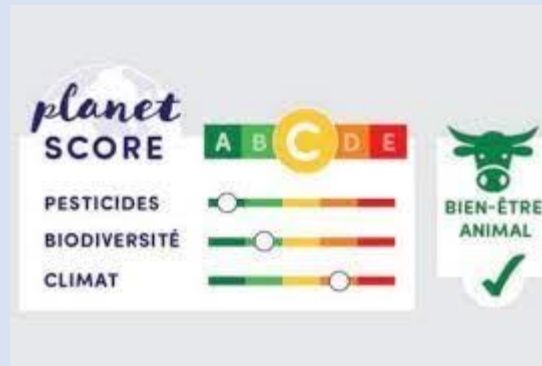 planet
SCORE
A B C D E
PESTICIDES
BIODIVERSITÉ
CLIMAT
BIEN-ÊTRE
ANIMAL